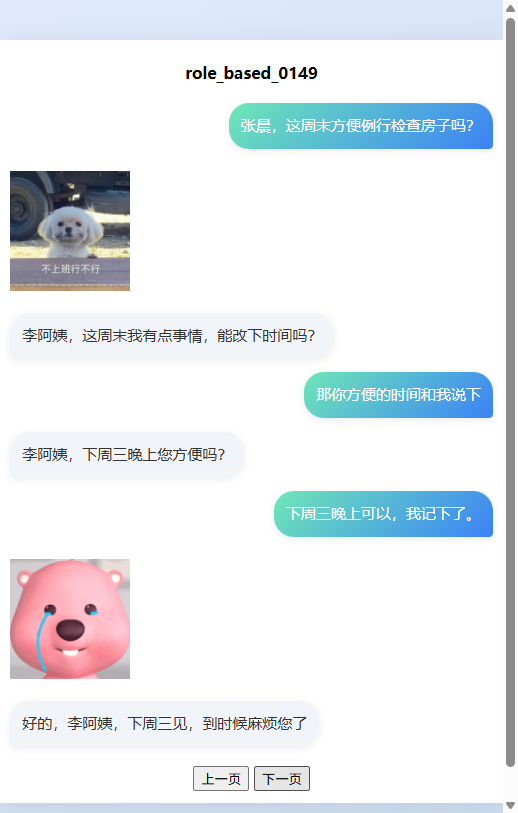 role_based_0149
张晨，这周末方便例行检查房子吗？
不上班行不行
李阿姨，这周末我有点事情，能改下时间吗？
那你方便的时间和我说下
李阿姨，下周三晚上您方便吗？
下周三晚上可以，我记下了。
好的，李阿姨，下周三见，到时候麻烦您了
上一页 下一页